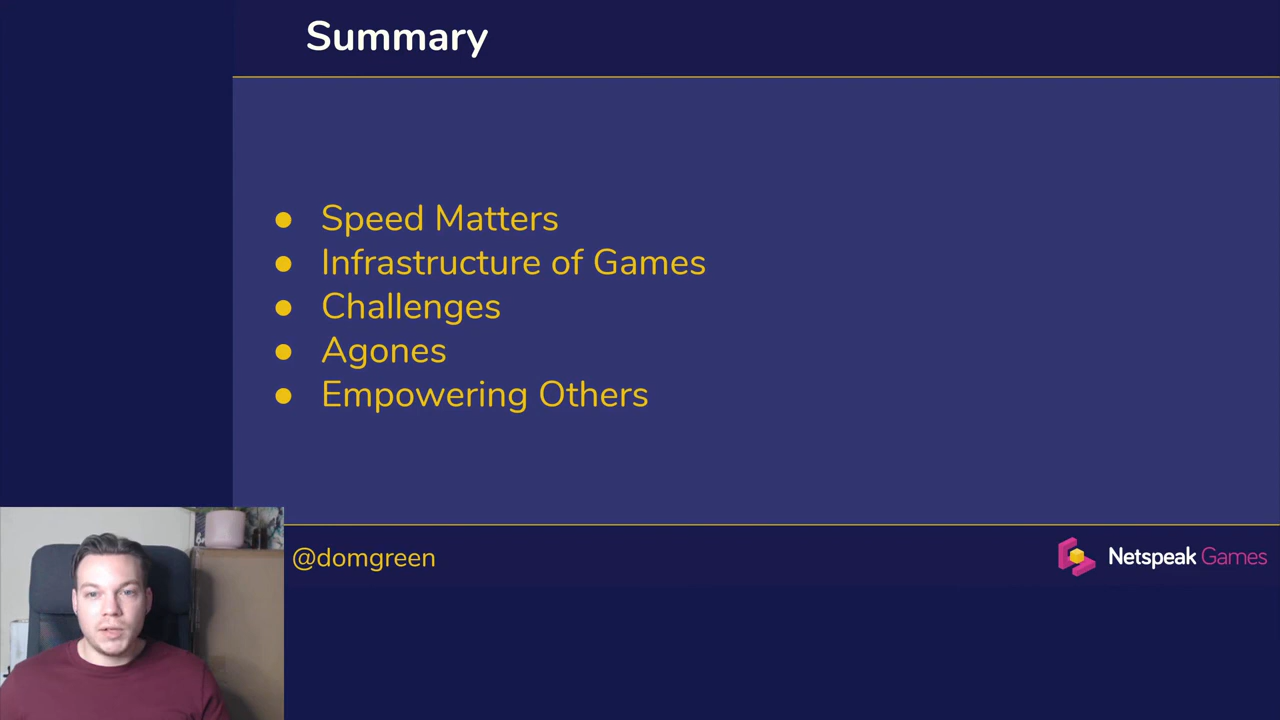 Summary
● Speed Matters
● Infrastructure of Games
● Challenges
● Agones
● Empowering Others
@domgreen
Netspeak Games